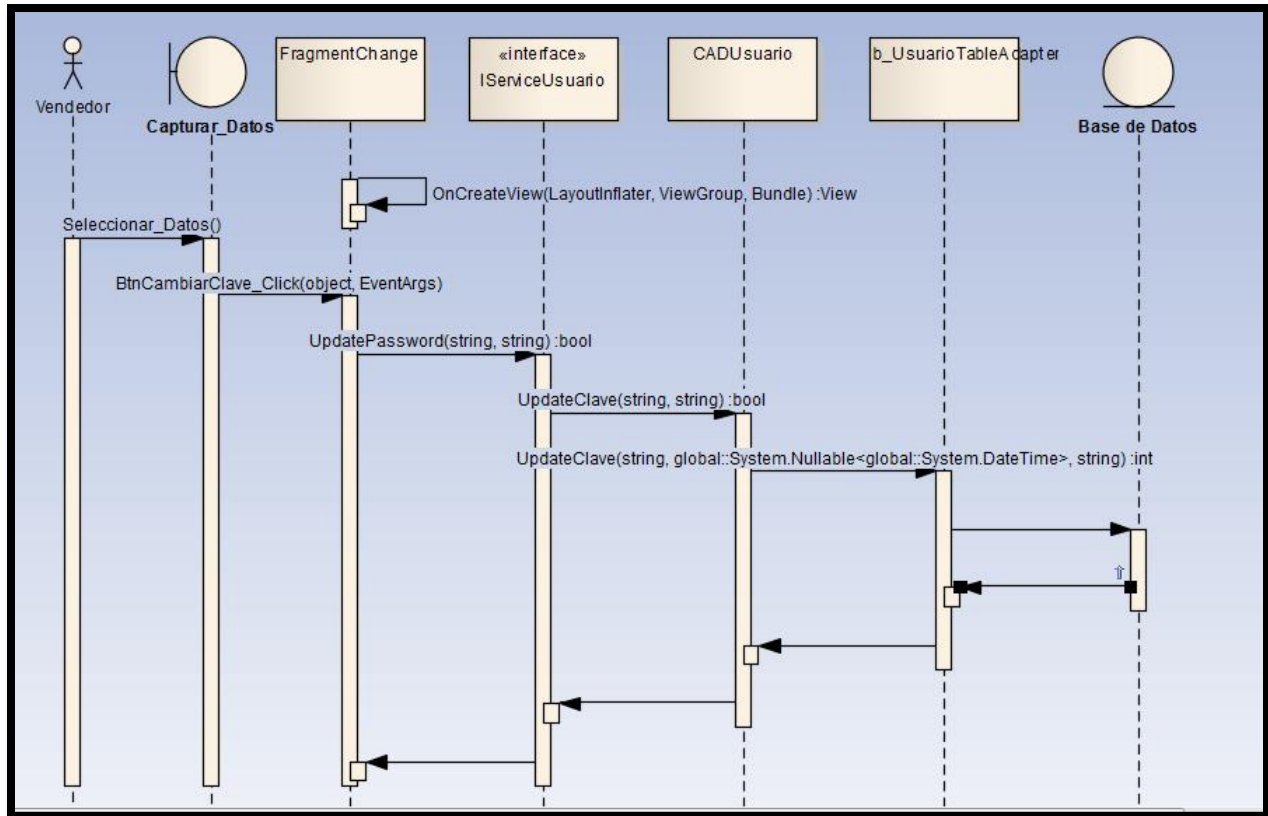 Vendedor
Capturar_Datos
FragmentChange
«interface»
IServiceUsuario
CADUsuario
b_UsuarioTableAdapter
Base de Datos
OnCreateView(LayoutInflater, ViewGroup, Bundle) :View
Seleccionar_Datos()
BtnCambiarClave_Click(object, EventArgs)
UpdatePassword(string, string) :bool
UpdateClave(string, string) :bool
UpdateClave(string, global::System.Nullable<global::System.DateTime>, string) :int